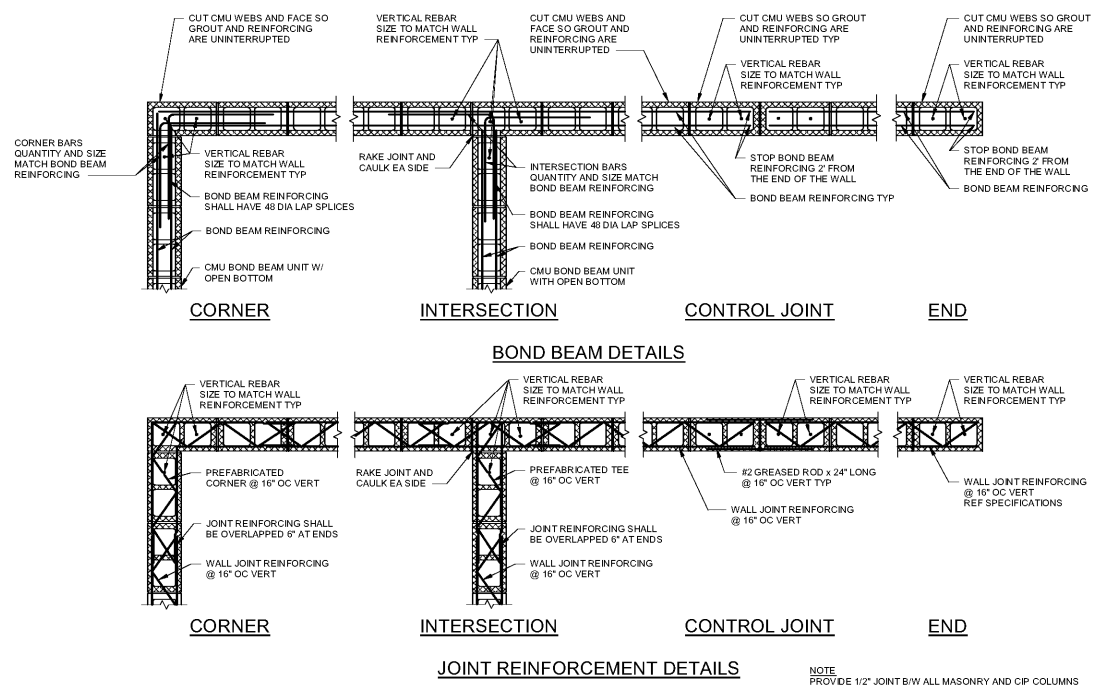 CUT CMU WEBS AND FACE SO
GROUT AND REINFORCING
ARE UNINTERRUPTED
VERTICAL REBAR
SIZE TO MATCH WALL
REINFORCEMENT TYP
CUT CMU WEBS AND
FACE SO GROUT AND
REINFORCING ARE
UNINTERRUPTED
CUT CMU WEBS SO GROUT
AND REINFORCING ARE
UNINTERRUPTED TYP
VERTICAL REBAR
SIZE TO MATCH WALL
REINFORCEMENT TYP
CUT CMU WEBS SO GROUT
AND REINFORCING ARE
UNINTERRUPTED
VERTICAL REBAR
SIZE TO MATCH WALL
REINFORCEMENT TYP
CORNER BARS
QUANTITY AND SIZE
MATCH BOND BEAM
REINFORCING
VERTICAL REBAR
SIZE TO MATCH WALL
REINFORCEMENT TYP
BOND BEAM REINFORCING
SHALL HAVE 48 DIA LAP SPLICES
BOND BEAM REINFORCING
CMU BOND BEAM UNIT W/
OPEN BOTTOM
RAKE JOINT AND
CAULK EA SIDE
INTERSECTION BARS
QUANTITY AND SIZE MATCH
BOND BEAM REINFORCING
BOND BEAM REINFORCING
SHALL HAVE 48 DIA LAP SPLICES
BOND BEAM REINFORCING
CMU BOND BEAM UNIT
WITH OPEN BOTTOM
STOP BOND BEAM
REINFORCING 2' FROM
THE END OF THE WALL
BOND BEAM REINFORCING TYP
STOP BOND BEAM
REINFORCING 2' FROM
THE END OF THE WALL
BOND BEAM REINFORCING
CORNER
INTERSECTION
CONTROL JOINT
END
BOND BEAM DETAILS
VERTICAL REBAR
SIZE TO MATCH WALL
REINFORCEMENT TYP
VERTICAL REBAR
SIZE TO MATCH WALL
REINFORCEMENT TYP
VERTICAL REBAR
SIZE TO MATCH WALL
REINFORCEMENT TYP
VERTICAL REBAR
SIZE TO MATCH WALL
REINFORCEMENT TYP
PREFABRICATED
CORNER @ 16" OC VERT
JOINT REINFORCING SHALL
BE OVERLAPPED 6" AT ENDS
WALL JOINT REINFORCING
@ 16" OC VERT
RAKE JOINT AND
CAULK EA SIDE
PREFABRICATED TEE
@ 16" OC VERT
JOINT REINFORCING SHALL
BE OVERLAPPED 6" AT ENDS
WALL JOINT REINFORCING
@ 16" OC VERT
#2 GREASED ROD x 24" LONG
@ 16" OC VERT TYP
WALL JOINT REINFORCING
@ 16" OC VERT
WALL JOINT REINFORCING
@ 16" OC VERT
REF SPECIFICATIONS
CORNER
INTERSECTION
CONTROL JOINT
END
JOINT REINFORCEMENT DETAILS
NOTE
PROVIDE 1/2" JOINT B/W ALL MASONRY AND CIP COLUMNS